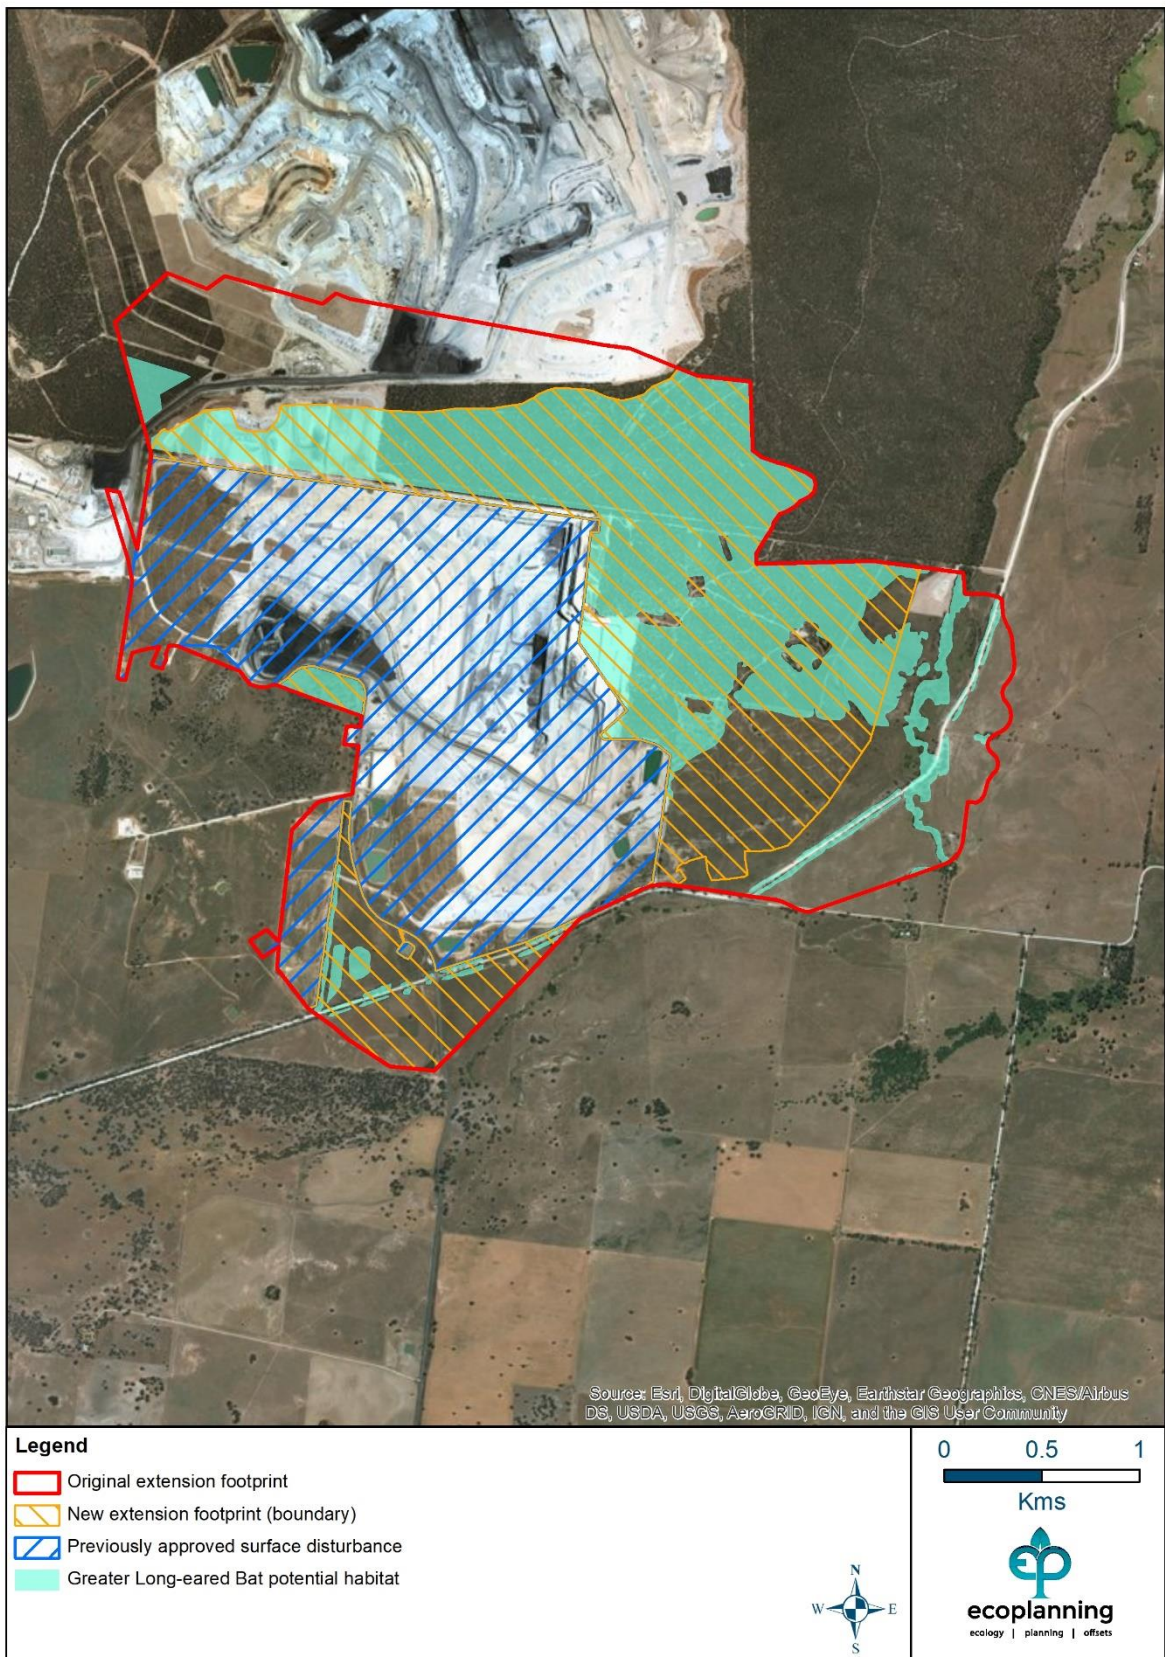 Source: Esri, DigitalGlobe, GeoEye, Earthstar Geographics, CNES/Airbus
DS, USDA, USGS, AeroGRID, IGN, and the GIS User Community
Legend
Original extension footprint
New extension footprint (boundary)
Previously approved surface disturbance
Greater Long-eared Bat potential habitat
0 0.5 1
Kms
N
W E
S
ep
ecoplanning
ecology | planning | offsets